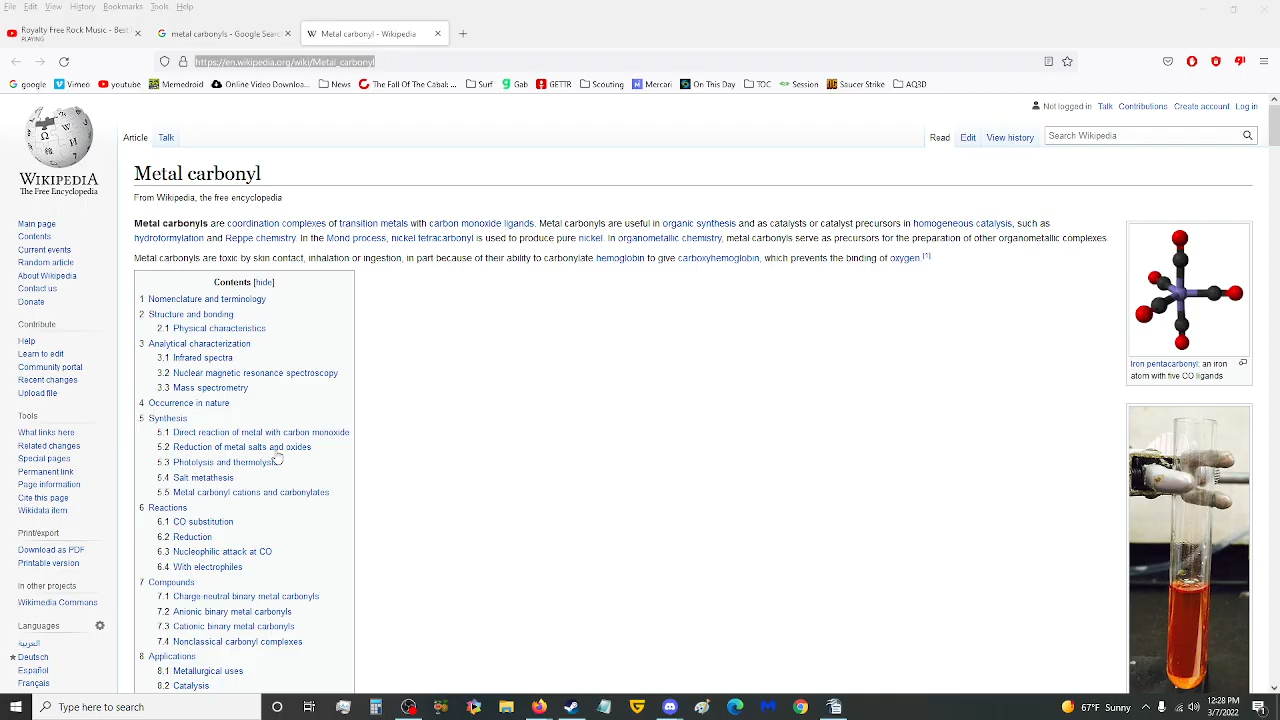 File Edit View History Bookmarks Tools Help
Royalty Free Rock Music - Best
PLAYING
metal carbonyls - Google Search
Metal carbonyl - Wikipedia
https://en.wikipedia.org/wiki/Metal_carbonyl
google Vimeo youtube Memedroid Online Video Download... News The Fall Of The Cabal:... Surf Gab GETTR Scouting Mercari On This Day TOC Session Saucer Strike AQ3D
Not logged in Talk Contributions Create account Log in
Article Talk Read Edit View history Search Wikipedia
WIKIPEDIA
The Free Encyclopedia
Metal carbonyl
From Wikipedia, the free encyclopedia
Metal carbonyls are coordination complexes of transition metals with carbon monoxide ligands. Metal carbonyls are useful in organic synthesis and as catalysts or catalyst precursors in homogeneous catalysis, such as
hydroformylation and Reppe chemistry. In the Mond process, nickel tetracarbonyl is used to produce pure nickel. In organometallic chemistry, metal carbonyls serve as precursors for the preparation of other organometallic complexes.
Metal carbonyls are toxic by skin contact, inhalation or ingestion, in part because of their ability to carbonylate hemoglobin to give carboxyhemoglobin, which prevents the binding of oxygen.[1]
Main page
Contents
Current events
Random article
About Wikipedia
Contact us
Donate
Contribute
Help
Learn to edit
Community portal
Recent changes
Upload file
Tools
What links here
Related changes
Special pages
Permanent link
Page information
Cite this page
Wikidata item
Print/export
Download as PDF
Printable version
In other projects
Wikimedia Commons
Languages
العربية
Deutsch
Español
Français
Contents [hide]
1 Nomenclature and terminology
2 Structure and bonding
2.1 Physical characteristics
3 Analytical characterization
3.1 Infrared spectra
3.2 Nuclear magnetic resonance spectroscopy
3.3 Mass spectrometry
4 Occurrence in nature
5 Synthesis
5.1 Direct reaction of metal with carbon monoxide
5.2 Reduction of metal salts and oxides
5.3 Photolysis and thermolysis
5.4 Salt metathesis
5.5 Metal carbonyl cations and carbonylates
6 Reactions
6.1 CO substitution
6.2 Reduction
6.3 Nucleophilic attack at CO
6.4 With electrophiles
7 Compounds
7.1 Charge-neutral binary metal carbonyls
7.2 Anionic binary metal carbonyls
7.3 Cationic binary metal carbonyls
7.4 Nonclassical carbonyl complexes
8 Applications
8.1 Metallurgical uses
8.2 Catalysis
Iron pentacarbonyl: an iron
atom with five CO ligands
Type here to search
67°F Sunny
12:28 PM
3/7/2022